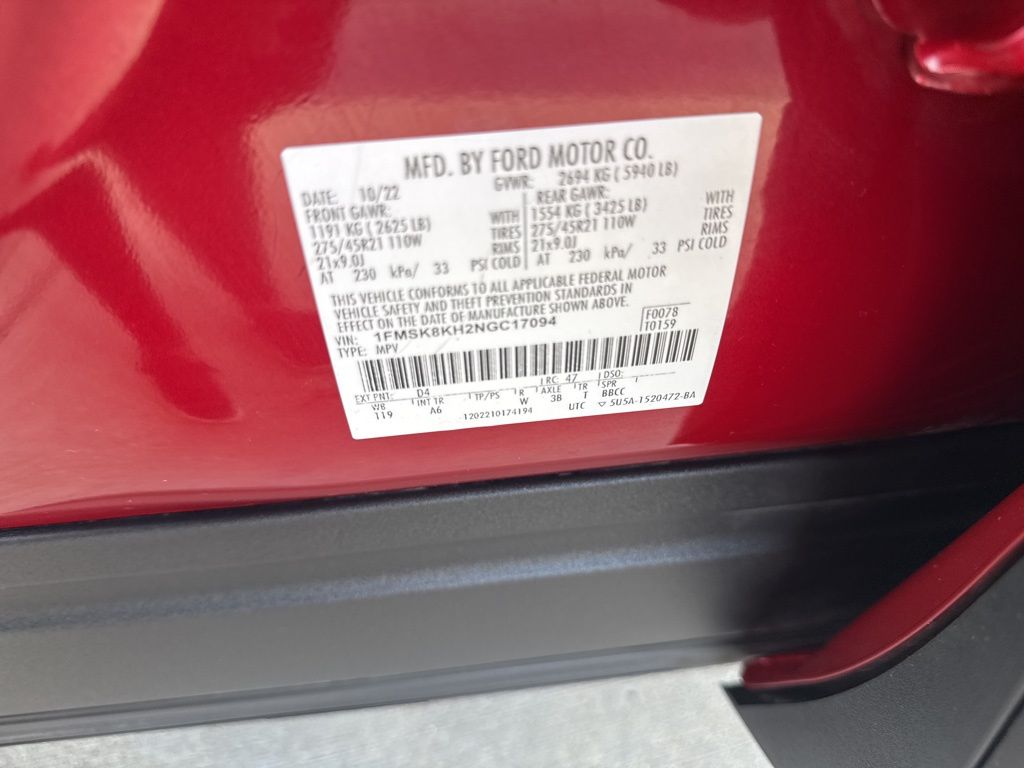 MFD. BY FORD MOTOR CO.
DATE: 10/22 GVWR: 2694 KG ( 5940 LB)
FRONT GAWR: REAR GAWR:
1191 KG ( 2625 LB) WITH 1554 KG ( 3425 LB) WITH
275/45R21 110W TIRES 275/45R21 110W TIRES
21x9.0J RIMS 21x9.0J RIMS
AT 230 kPa/ 33 PSI COLD AT 230 kPa/ 33 PSI COLD
THIS VEHICLE CONFORMS TO ALL APPLICABLE FEDERAL MOTOR
VEHICLE SAFETY AND THEFT PREVENTION STANDARDS IN
EFFECT ON THE DATE OF MANUFACTURE SHOWN ABOVE.
VIN: 1FMSK8KH2NGC17094 F0078
TYPE: MPV T0159
EXT PNT: D4 RC: 47 DSO:
WB INT TR TP/PS R AXLE TR SPR
119 A6 W 3B T BBCC
1202210174194 UTC ▽ 5U5A-1520472-BA